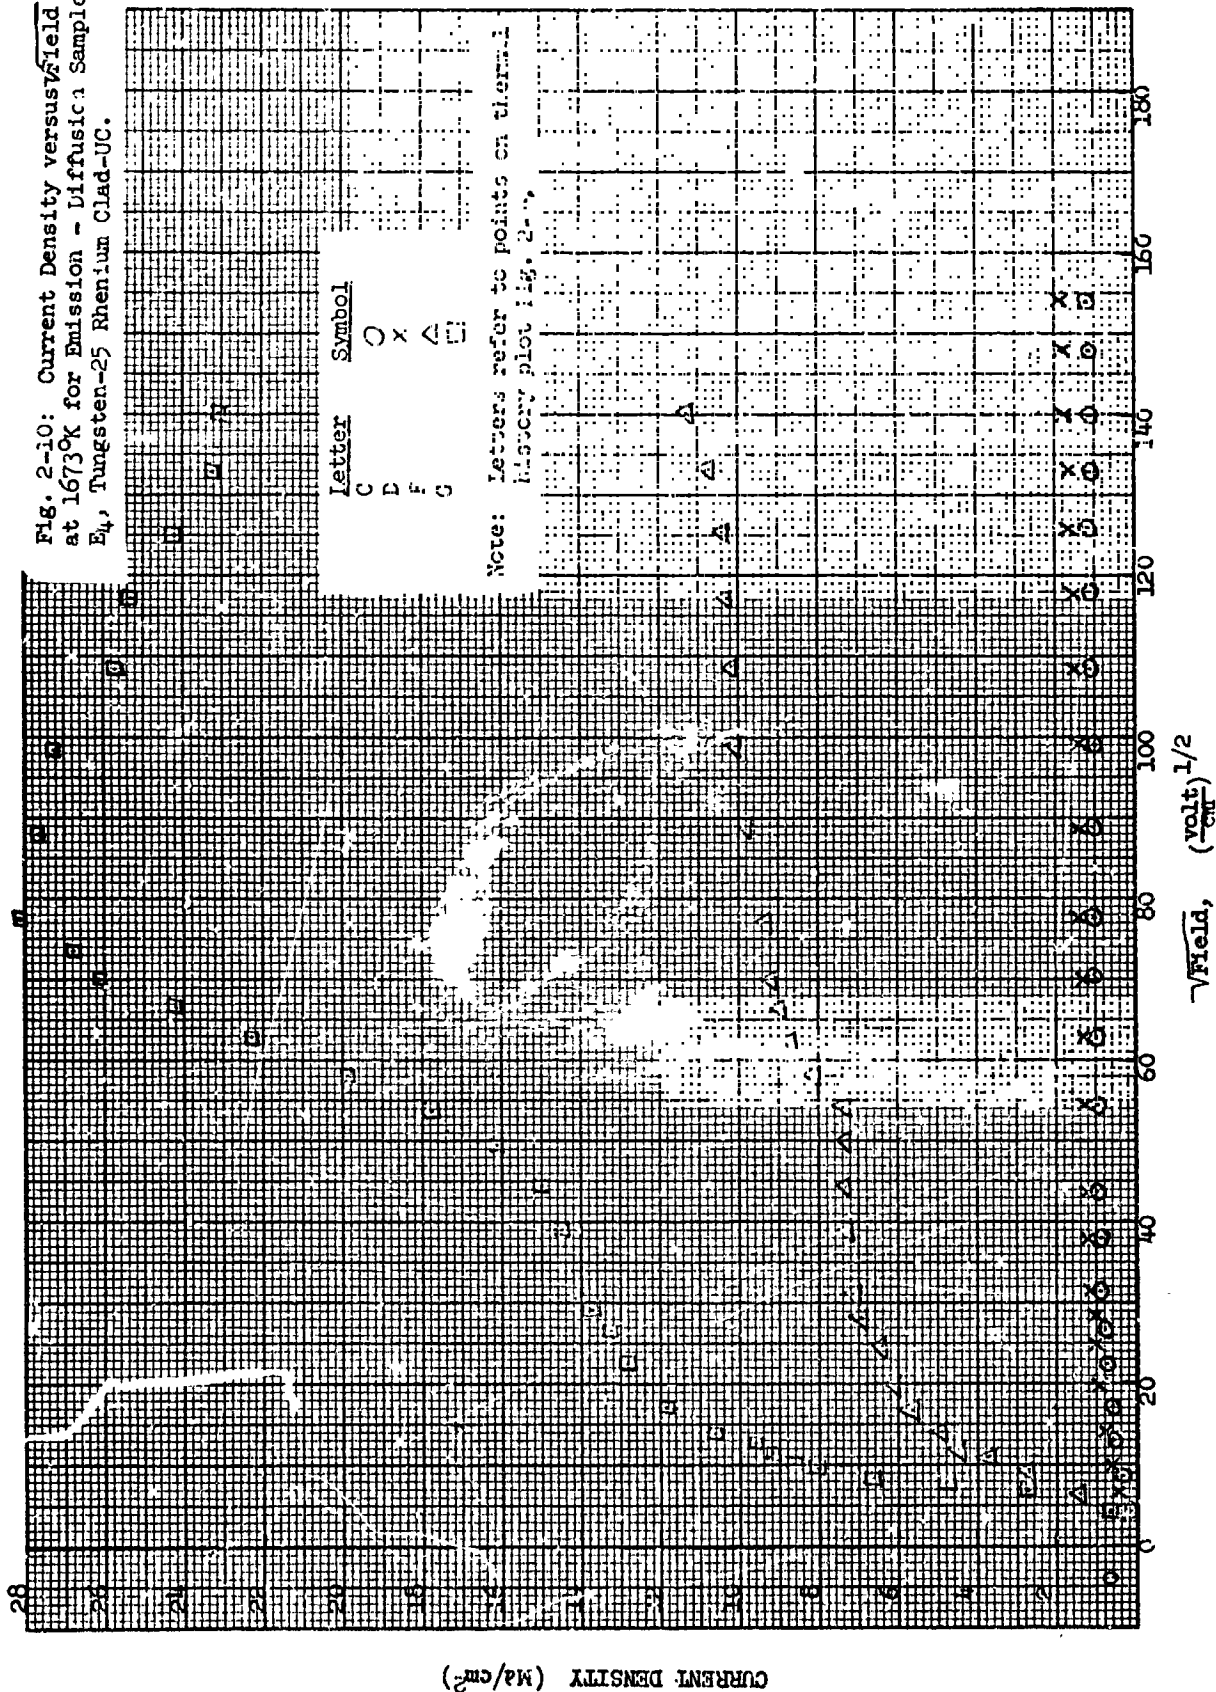 Fig. 2-10: Current Density versus √Field
at 1673°K for Emission - Diffusion Sample
E4, Tungsten-25 Rhenium Clad-UC.
Letter Symbol
C ○
D x
F △
G □
Note: Letters refer to points on thermal
History plot Fig. 2-
28
26
24
22
20
18
16
14
12
10
8
6
4
2
0 20 40 60 80 100 120 140 160 180
√Field, (volt/cm)1/2
CURRENT DENSITY (Ma/cm2)